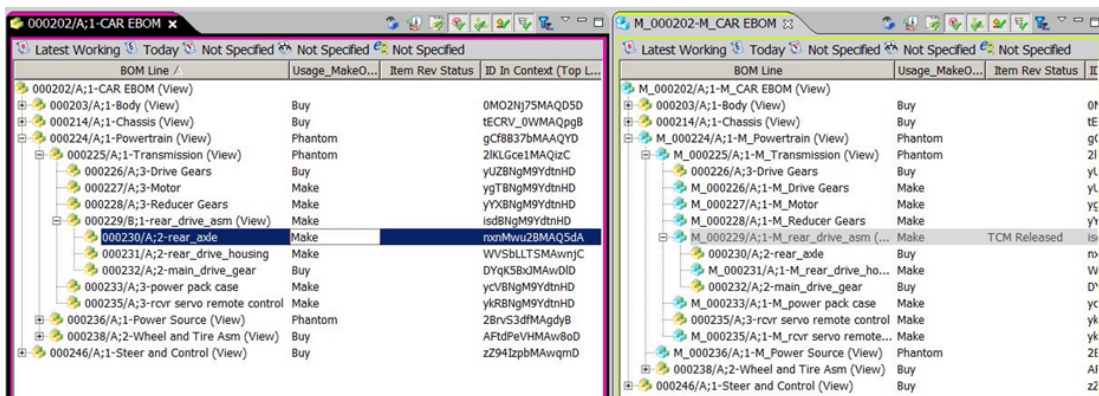 000202/A;1-CAR EBOM
Latest Working Today Not Specified Not Specified Not Specified
BOM Line Usage_MakeO... Item Rev Status ID In Context (Top L...
000202/A;1-CAR EBOM (View)
000203/A;1-Body (View) Buy 0MO2Nj75MAQD5D
000214/A;1-Chassis (View) Buy tECRV_0WMAQpgB
000224/A;1-Powertrain (View) Phantom gCf8B37bMAAQYD
000225/A;1-Transmission (View) Phantom 2lKLGce1MAQizC
000226/A;3-Drive Gears Buy yUZBNgM9YdtnHD
000227/A;3-Motor Make ygTBNgM9YdtnHD
000228/A;3-Reducer Gears Make yYXBNgM9YdtnHD
000229/B;1-rear_drive_asm (View) Make isdBNgM9YdtnHD
000230/A;2-rear_axle Make nxnMwu2BMAQ5dA
000231/A;2-rear_drive_housing Make WVSbLLTSMAwnjC
000232/A;2-main_drive_gear Buy DYqK5BxJMAwDlD
000233/A;3-power pack case Make ycVBNgM9YdtnHD
000235/A;3-rcvr servo remote control Make ykRBNgM9YdtnHD
000236/A;1-Power Source (View) Phantom 2BrvS3dfMAgdyB
000238/A;2-Wheel and Tire Asm (View) Buy AFtdPeVHMAw8oD
000246/A;1-Steer and Control (View) Buy zZ94IzpbMAwqmD
M_000202-M_CAR EBOM
Latest Working Today Not Specified Not Specified Not Specified
BOM Line Usage_MakeO... Item Rev Status
M_000202/A;1-M_CAR EBOM (View)
000203/A;1-Body (View) Buy
000214/A;1-Chassis (View) Buy tE
M_000224/A;1-M_Powertrain (View) Phantom
M_000225/A;1-M_Transmission (View) Phantom 2l
000226/A;3-Drive Gears Buy
M_000226/A;1-M_Drive Gears Make
M_000227/A;1-M_Motor Make
M_000228/A;1-M_Reducer Gears Make
M_000229/A;1-M_rear_drive_asm (... Make TCM Released is
000230/A;2-rear_axle Buy
M_000231/A;1-M_rear_drive_ho... Make
000232/A;2-main_drive_gear Buy
M_000233/A;1-M_power pack case Make
000235/A;3-rcvr servo remote control Make yk
M_000235/A;1-M_rcvr servo remote... Make yk
M_000236/A;1-M_Power Source (View) Phantom
000238/A;2-Wheel and Tire Asm (View) Buy
000246/A;1-Steer and Control (View) Buy